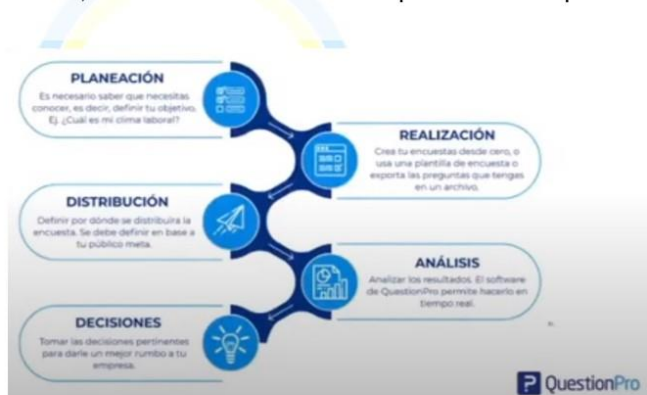 PLANEACIÓN
Es necesario saber que necesitas
conocer, es decir, definir tu objetivo.
Ej. ¿Cuál es mi clima laboral?
REALIZACIÓN
Crea tu encuestas desde cero, o
usa una plantilla de encuesta o
exporta las preguntas que tengas
en un archivo.
DISTRIBUCIÓN
Definir por dónde se distribuira la
encuesta. Se debe definir en base a
tu público meta.
ANÁLISIS
Analizar los resultados. El software
de QuestionPro permite hacerlo en
tiempo real.
DECISIONES
Tomar las decisiones pertinentes
para darle un mejor rumbo a tu
empresa.
QuestionPro